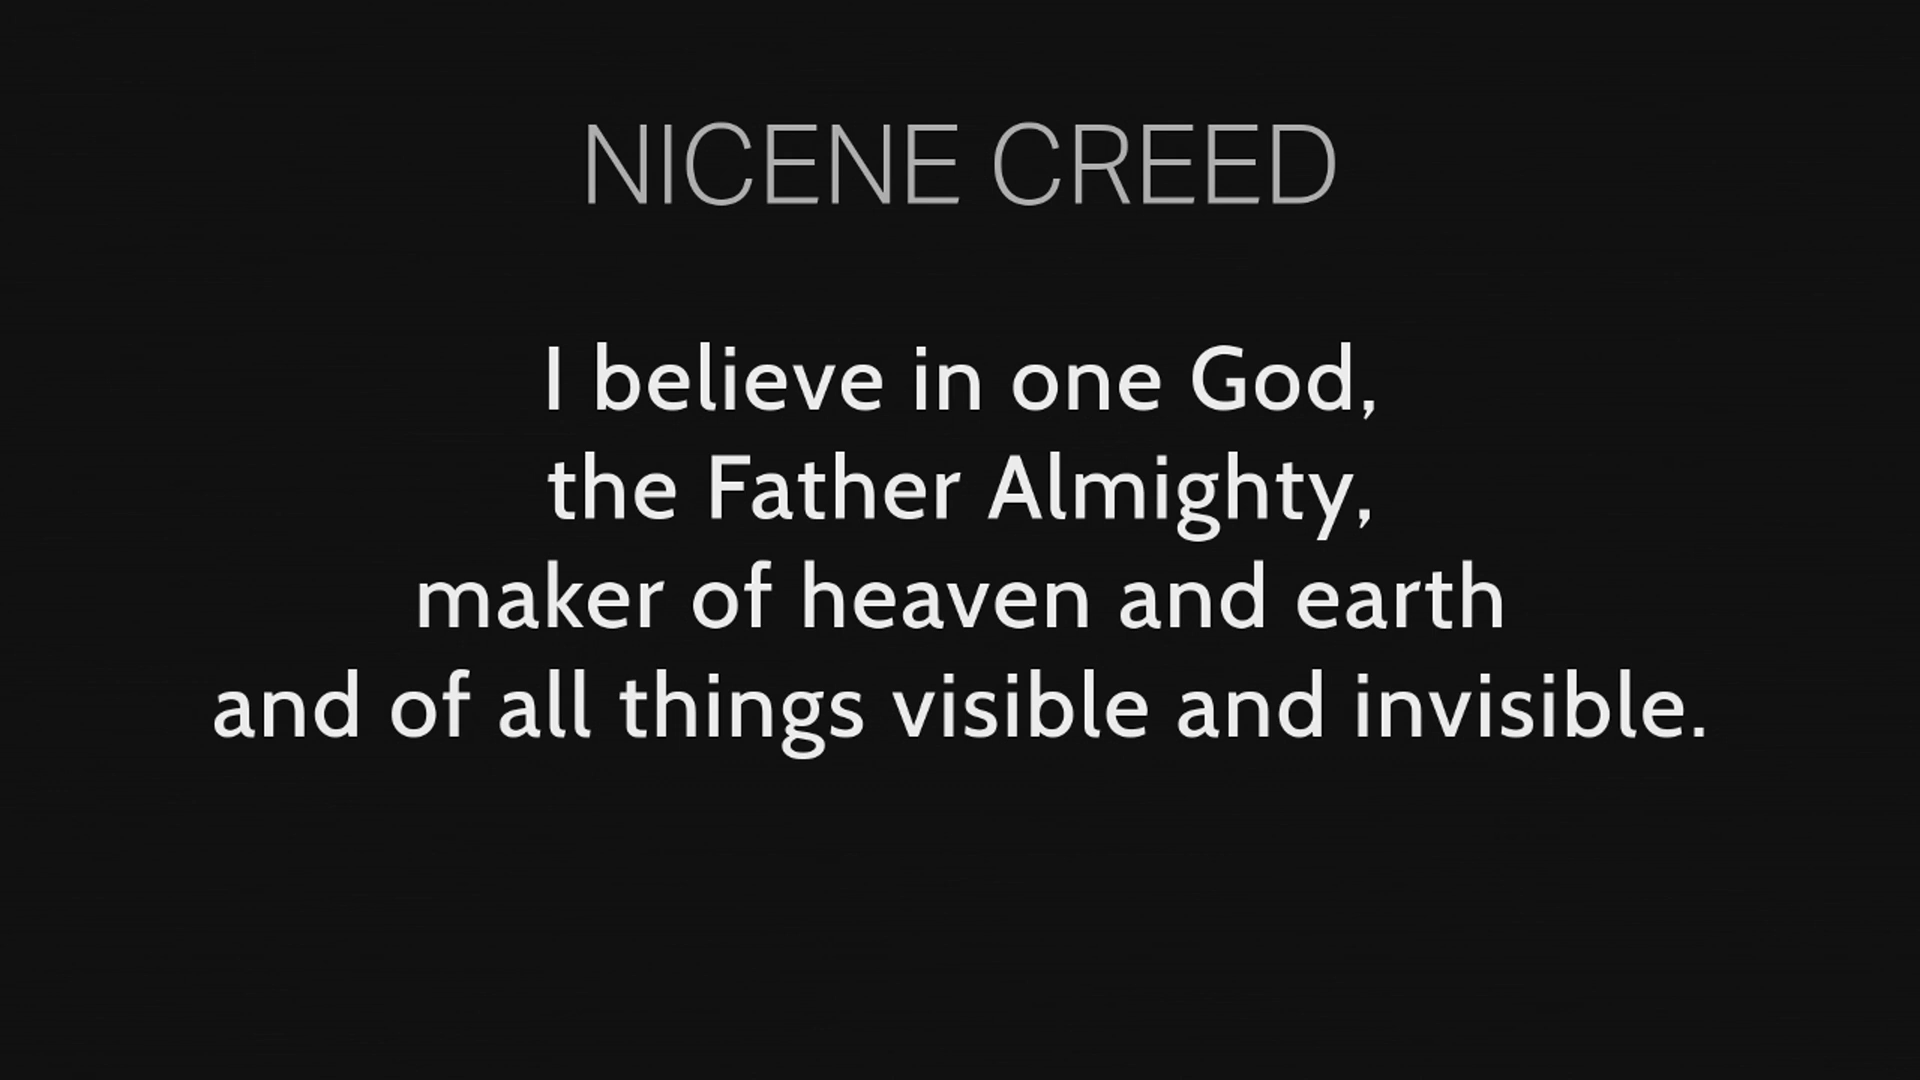 NICENE CREED
I believe in one God,
the Father Almighty,
maker of heaven and earth
and of all things visible and invisible.